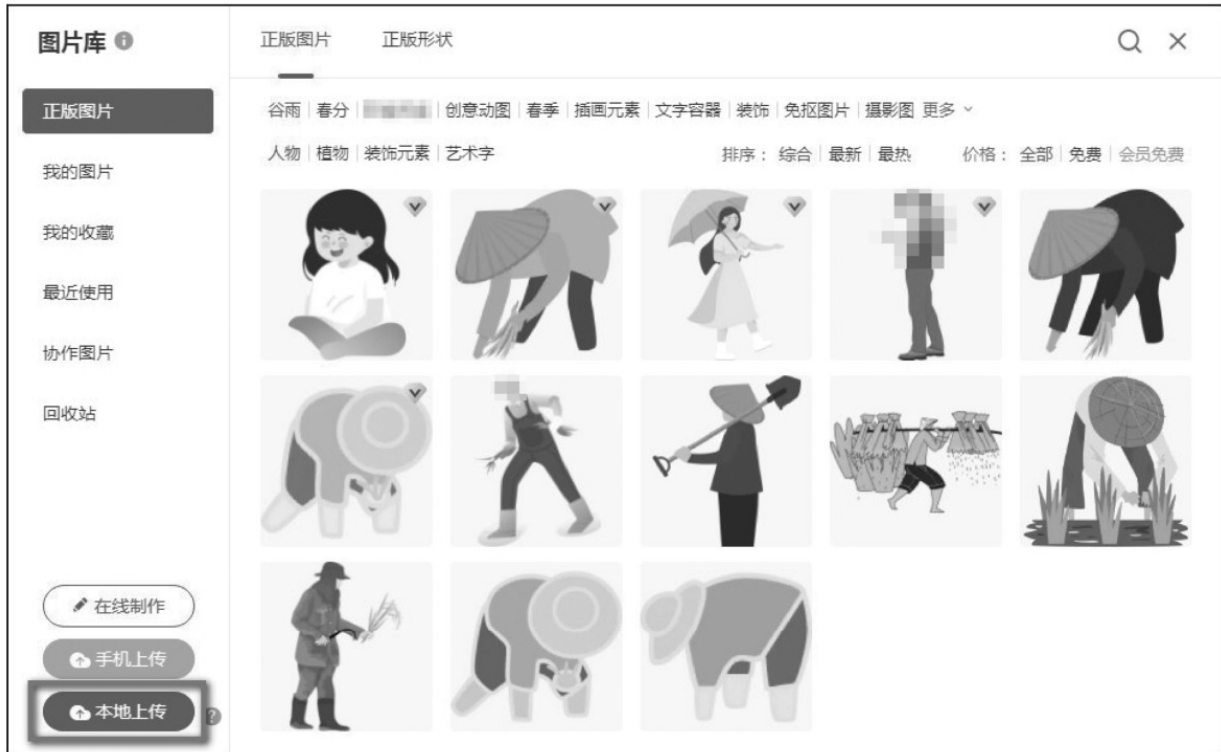 图片库
正版图片 正版形状
正版图片
我的图片
我的收藏
最近使用
协作图片
回收站
在线制作
手机上传
本地上传
?
谷雨 | 春分 | 创意动图 | 春季 | 插画元素 | 文字容器 | 装饰 | 免抠图片 | 摄影图 更多
人物 | 植物 | 装饰元素 | 艺术字
排序： 综合 | 最新 | 最热 价格： 全部 | 免费 | 会员免费